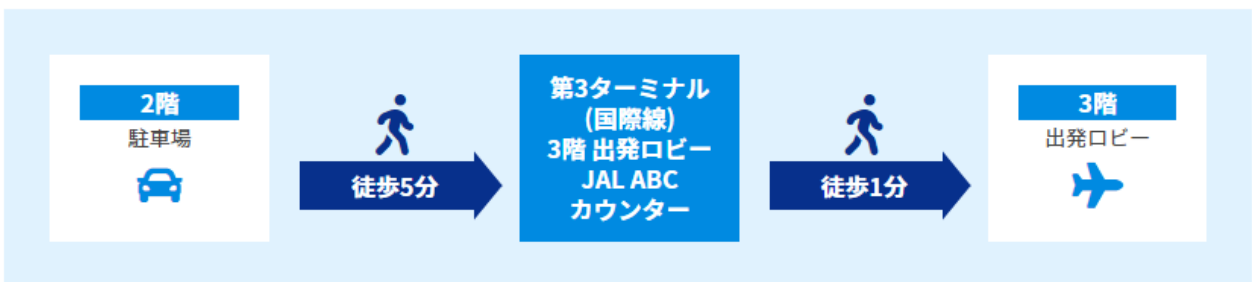 2階
駐車場
徒歩5分
第3ターミナル
(国際線)
3階 出発ロビー
JAL ABC
カウンター
徒歩1分
3階
出発ロビー